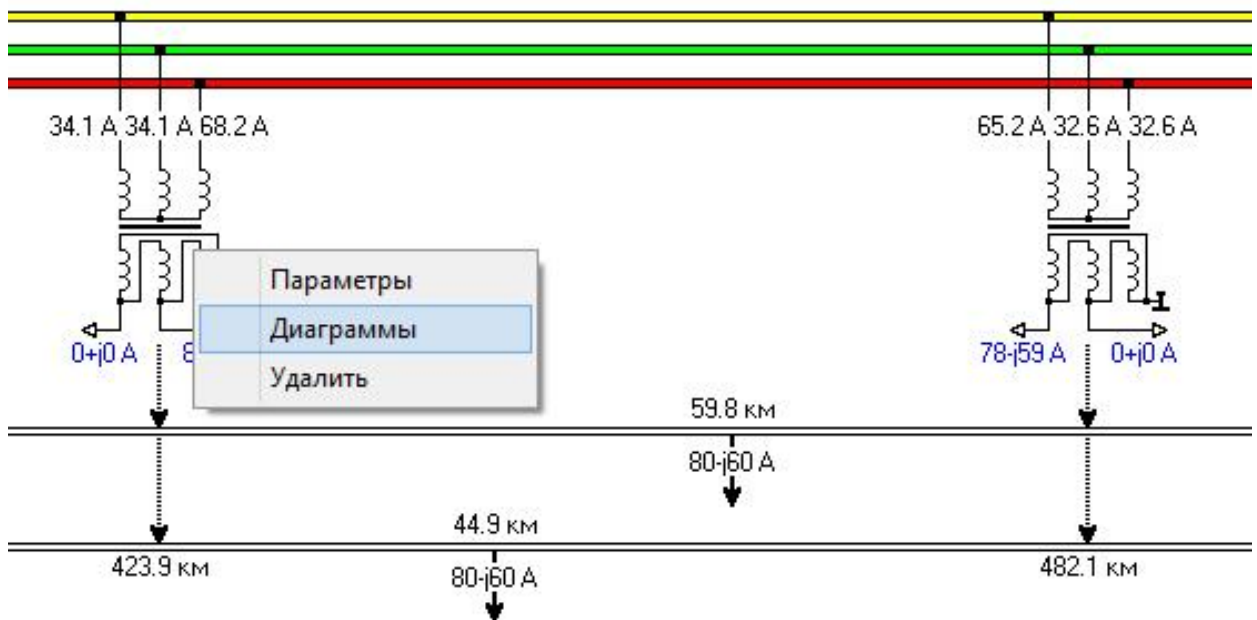 34.1 A 34.1 A 68.2 A
65.2 A 32.6 A 32.6 A
Параметры
Диаграммы
Удалить
0+j0 A
8
78-j59 A
0+j0 A
59.8 км
80-j60 A
44.9 км
423.9 км
80-j60 A
482.1 км